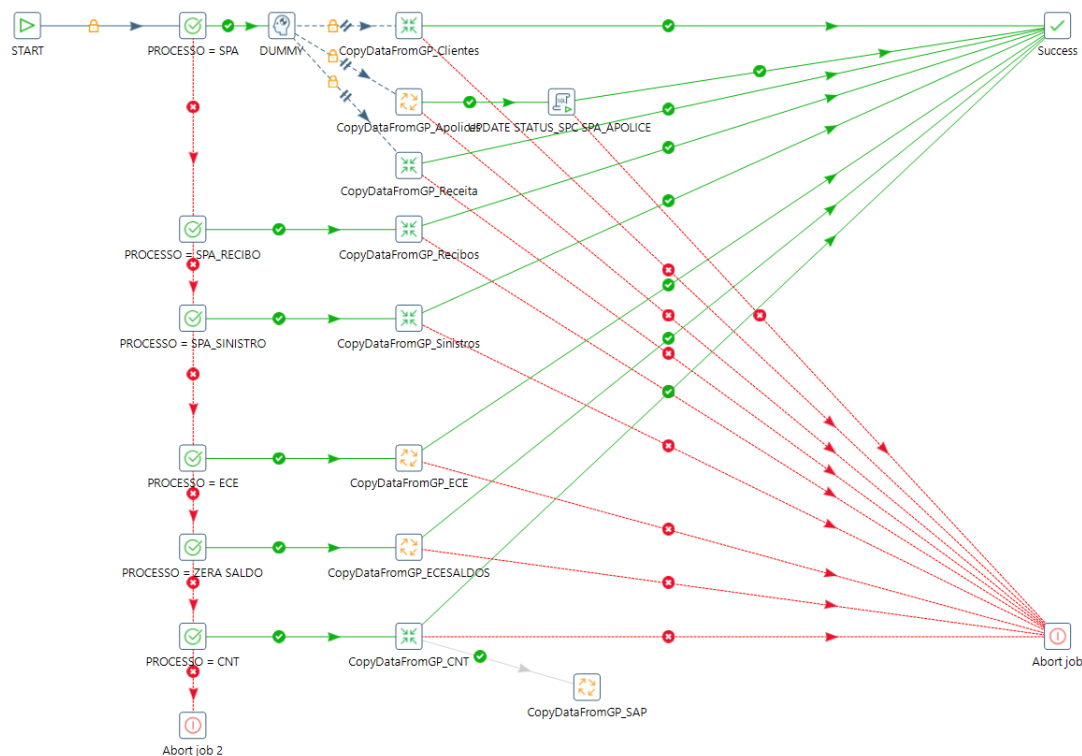 START
PROCESSO = SPA
DUMMY
CopyDataFromGP_Clientes
Success
CopyDataFromGP_Apolices
UPDATE STATUS_SPC SPA_APOLICE
CopyDataFromGP_Receita
PROCESSO = SPA_RECIBO
CopyDataFromGP_Recibos
PROCESSO = SPA_SINISTRO
CopyDataFromGP_Sinistros
PROCESSO = ECE
CopyDataFromGP_ECE
PROCESSO = ZERA SALDO
CopyDataFromGP_ECESALDOS
PROCESSO = CNT
CopyDataFromGP_CNT
Abort job
CopyDataFromGP_SAP
Abort job 2